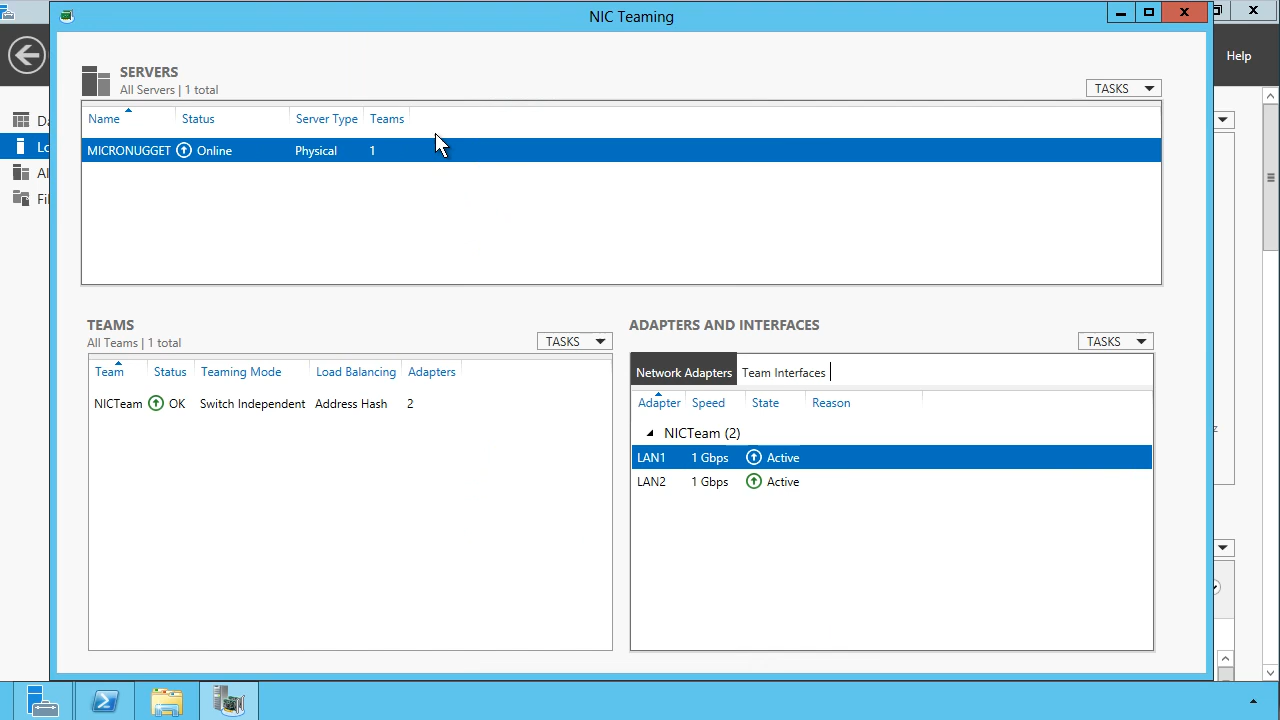 NIC Teaming
Help
SERVERS
All Servers | 1 total
TASKS
Name Status Server Type Teams
MICRONUGGET Online Physical 1
TEAMS
All Teams | 1 total
TASKS
Team Status Teaming Mode Load Balancing Adapters
NICTeam OK Switch Independent Address Hash 2
ADAPTERS AND INTERFACES
TASKS
Network Adapters Team Interfaces
Adapter Speed State Reason
NICTeam (2)
LAN1 1 Gbps Active
LAN2 1 Gbps Active